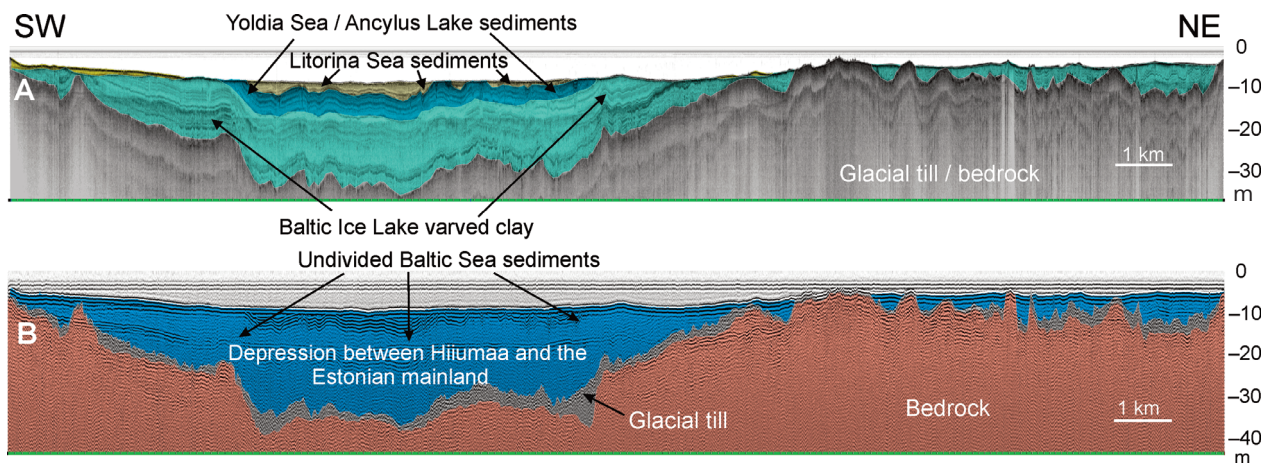 SW
NE
Yoldia Sea / Ancylus Lake sediments
Litorina Sea sediments
0
A
–10
–20
1 km
Glacial till / bedrock
–30
m
Baltic Ice Lake varved clay
Undivided Baltic Sea sediments
0
–10
B
Depression between Hiiumaa and the
Estonian mainland
–20
–30
Glacial till
Bedrock
1 km
–40
m